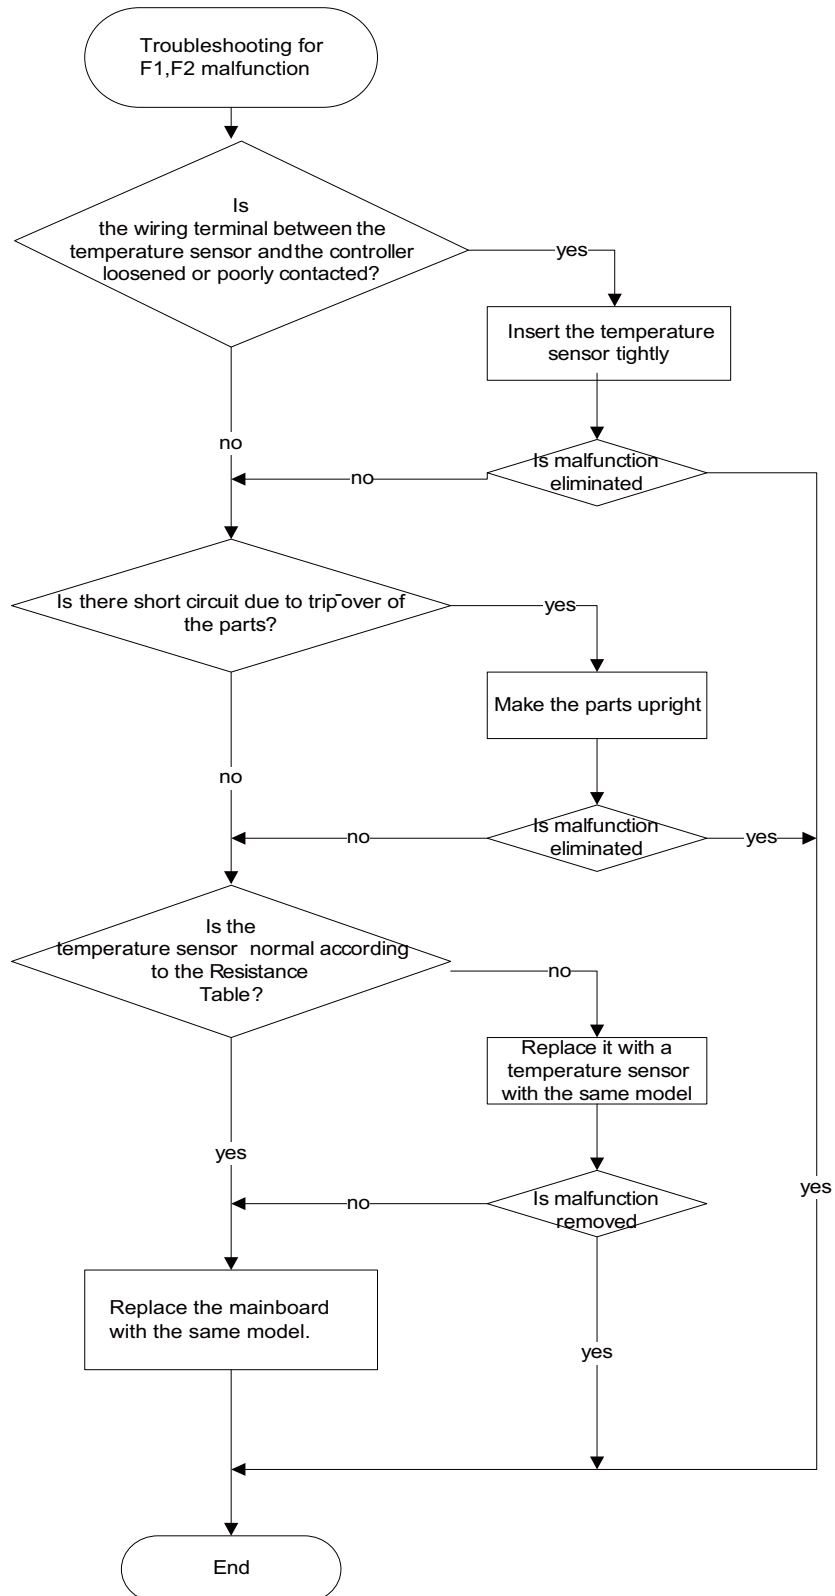 Troubleshooting for
F1,F2 malfunction
Is
the wiring terminal between the
temperature sensor and the controller
loosened or poorly contacted?
yes
Insert the temperature
sensor tightly
no
Is malfunction
eliminated
no
Is there short circuit due to trip-over of
the parts?
yes
Make the parts upright
no
Is malfunction
eliminated
no
yes
Is the
temperature sensor normal according
to the Resistance
Table?
no
Replace it with a
temperature sensor
with the same model
yes
Is malfunction
removed
no
yes
Replace the mainboard
with the same model.
yes
End